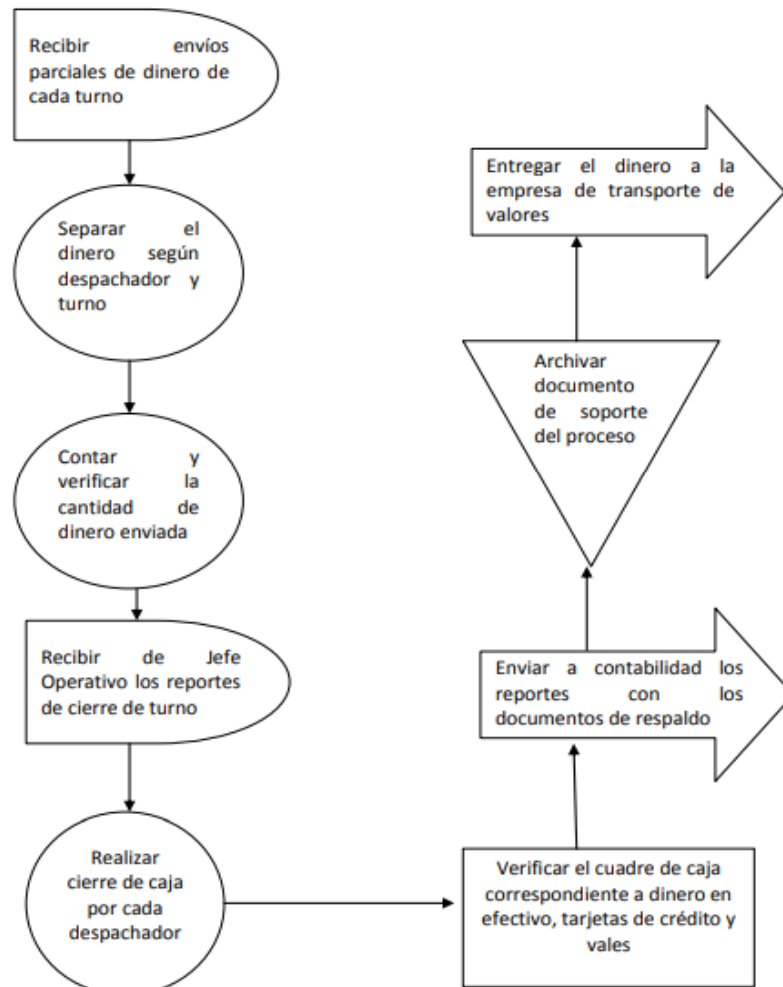 Recibir envíos
parciales de dinero de
cada turno
Separar el
dinero según
despachador y
turno
Contar y
verificar la
cantidad de
dinero enviada
Recibir de Jefe
Operativo los reportes
de cierre de turno
Realizar
cierre de caja
por cada
despachador
Verificar el cuadre de caja
correspondiente a dinero en
efectivo, tarjetas de crédito y
vales
Enviar a contabilidad los
reportes con los
documentos de respaldo
Archivar
documento
de soporte
del proceso
Entregar el dinero a la
empresa de transporte de
valores